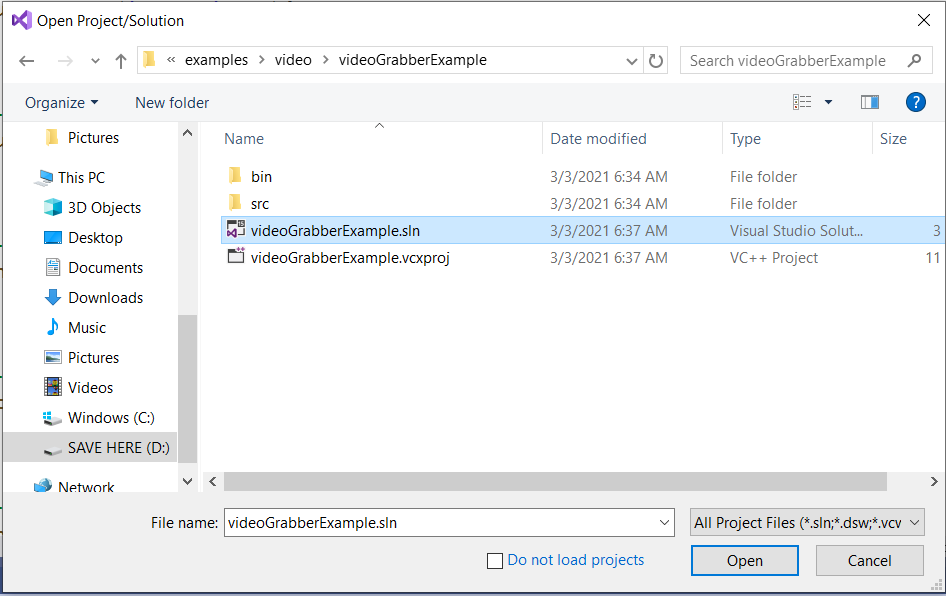 Open Project/Solution
« examples > video > videoGrabberExample
Search videoGrabberExample
Organize
New folder
?
Pictures
This PC
3D Objects
Desktop
Documents
Downloads
Music
Pictures
Videos
Windows (C:)
SAVE HERE (D:)
Network
Name Date modified Type Size
bin 3/3/2021 6:34 AM File folder
src 3/3/2021 6:34 AM File folder
videoGrabberExample.sln 3/3/2021 6:37 AM Visual Studio Solut... 3
videoGrabberExample.vcxproj 3/3/2021 6:37 AM VC++ Project 11
File name: videoGrabberExample.sln
All Project Files (*.sln;*.dsw;*.vcw
Do not load projects
Open
Cancel